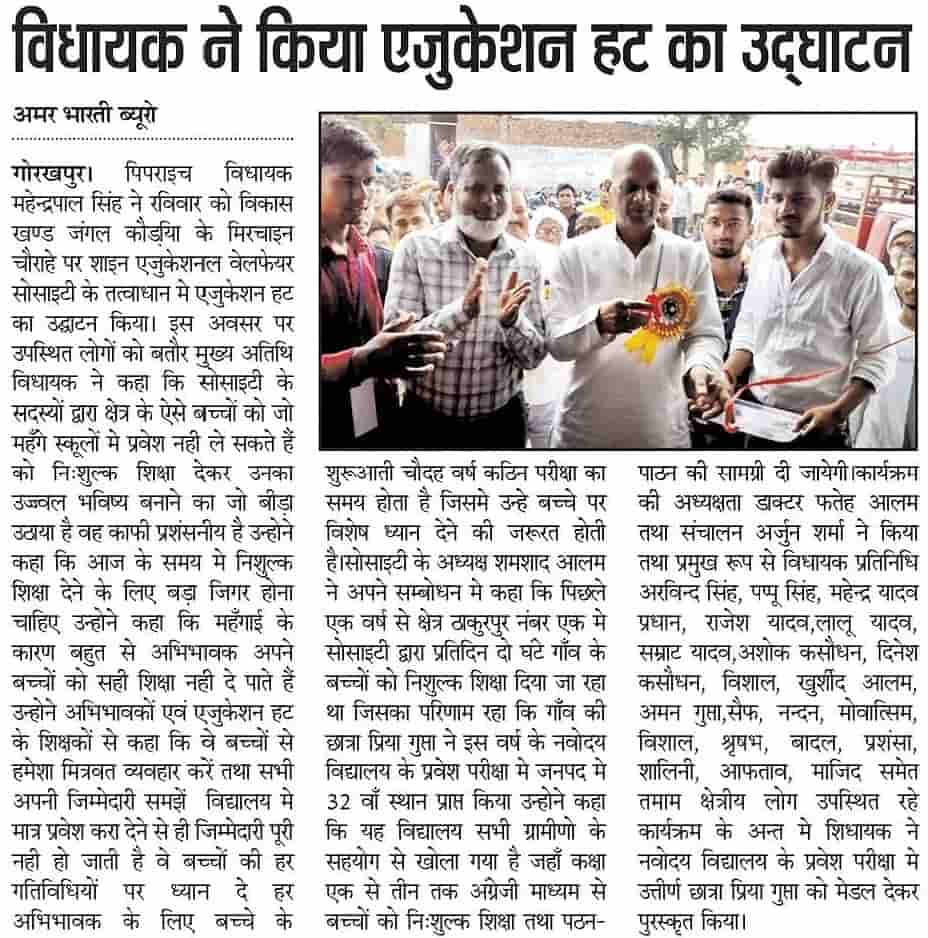 विधायक ने किया एजुकेशन हट का उद्घाटन
अमर भारती ब्यूरो
गोरखपुर। पिपराइच विधायक
महेन्द्रपाल सिंह ने रविवार को विकास
खण्ड जंगल कौड़िया के मिरचाइन
चौराहे पर शाइन एजुकेशनल वेलफेयर
सोसाइटी के तत्वाधान मे एजुकेशन हट
का उद्घाटन किया। इस अवसर पर
उपस्थित लोगों को बतौर मुख्य अतिथि
विधायक ने कहा कि सोसाइटी के
सदस्यों द्वारा क्षेत्र के ऐसे बच्चों को जो
महँगे स्कूलों मे प्रवेश नही ले सकते हैं
को निःशुल्क शिक्षा देकर उनका
उज्ज्वल भविष्य बनाने का जो बीड़ा
उठाया है वह काफी प्रशंसनीय है उन्होने
कहा कि आज के समय मे निशुल्क
शिक्षा देने के लिए बड़ा जिगर होना
चाहिए उन्होने कहा कि महँगाई के
कारण बहुत से अभिभावक अपने
बच्चों को सही शिक्षा नही दे पाते हैं
उन्होने अभिभावकों एवं एजुकेशन हट
के शिक्षकों से कहा कि वे बच्चों से
हमेशा मित्रवत व्यवहार करें तथा सभी
अपनी जिम्मेदारी समझें विद्यालय मे
मात्र प्रवेश करा देने से ही जिम्मेदारी पूरी
नही हो जाती है वे बच्चों की हर
गतिविधियों पर ध्यान दे हर
अभिभावक के लिए बच्चे के
शुरूआती चौदह वर्ष कठिन परीक्षा का
समय होता है जिसमे उन्हे बच्चे पर
विशेष ध्यान देने की जरूरत होती
है।सोसाइटी के अध्यक्ष शमशाद आलम
ने अपने सम्बोधन मे कहा कि पिछले
एक वर्ष से क्षेत्र ठाकुरपुर नंबर एक मे
सोसाइटी द्वारा प्रतिदिन दो घंटे गाँव के
बच्चों को निशुल्क शिक्षा दिया जा रहा
था जिसका परिणाम रहा कि गाँव की
छात्रा प्रिया गुप्ता ने इस वर्ष के नवोदय
विद्यालय के प्रवेश परीक्षा मे जनपद मे
32 वाँ स्थान प्राप्त किया उन्होने कहा
कि यह विद्यालय सभी ग्रामीणो के
सहयोग से खोला गया है जहाँ कक्षा
एक से तीन तक अंग्रेजी माध्यम से
बच्चों को निःशुल्क शिक्षा तथा पठन-
पाठन की सामग्री दी जायेगी।कार्यक्रम
की अध्यक्षता डाक्टर फतेह आलम
तथा संचालन अर्जुन शर्मा ने किया
तथा प्रमुख रूप से विधायक प्रतिनिधि
अरविन्द सिंह, पप्पू सिंह, महेन्द्र यादव
प्रधान, राजेश यादव,लालू यादव,
सम्राट यादव,अशोक कसौधन, दिनेश
कसौधन, विशाल, खुर्शीद आलम,
अमन गुप्ता,सैफ, नन्दन, मोवात्सिम,
विशाल, श्रृषभ, बादल, प्रशंसा,
शालिनी, आफताव, माजिद समेत
तमाम क्षेत्रीय लोग उपस्थित रहे
कार्यक्रम के अन्त मे शिधायक ने
नवोदय विद्यालय के प्रवेश परीक्षा मे
उत्तीर्ण छात्रा प्रिया गुप्ता को मेडल देकर
पुरस्कृत किया।